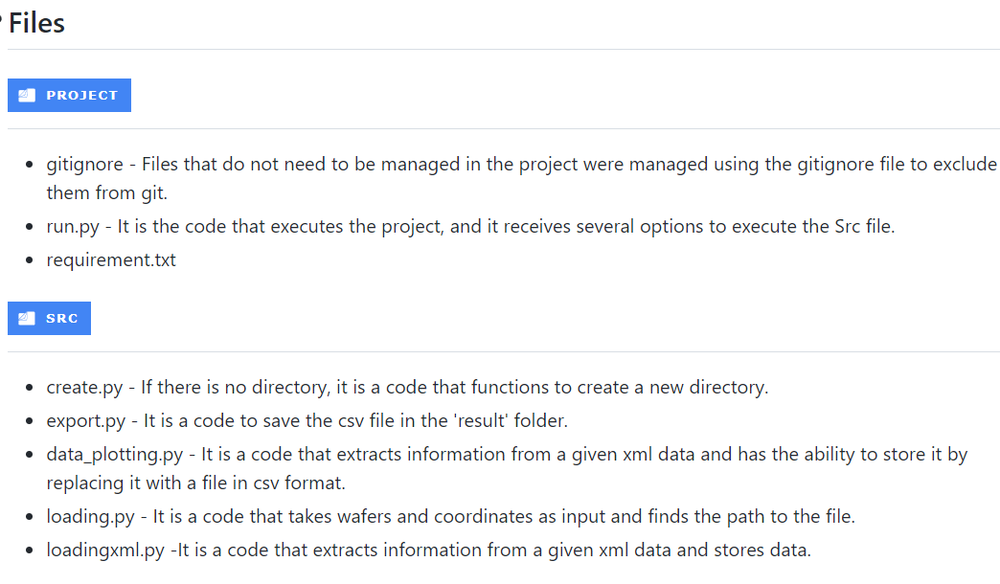 Files
PROJECT
• gitignore - Files that do not need to be managed in the project were managed using the gitignore file to exclude
them from git.
• run.py - It is the code that executes the project, and it receives several options to execute the Src file.
• requirement.txt
SRC
• create.py - If there is no directory, it is a code that functions to create a new directory.
• export.py - It is a code to save the csv file in the 'result' folder.
• data_plotting.py - It is a code that extracts information from a given xml data and has the ability to store it by
replacing it with a file in csv format.
• loading.py - It is a code that takes wafers and coordinates as input and finds the path to the file.
• loadingxml.py -It is a code that extracts information from a given xml data and stores data.